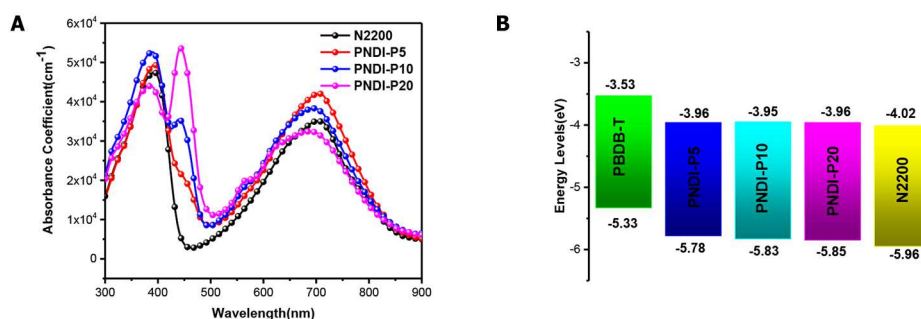 A
N2200
PNDI-P5
PNDI-P10
PNDI-P20
Absorbance Coefficient(cm⁻¹)
6x10⁴
5x10⁴
4x10⁴
3x10⁴
2x10⁴
1x10⁴
0
300 400 500 600 700 800 900
Wavelength(nm)
B
Energy Levels(eV)
-3
-4
-5
-6
-3.53 -3.96 -3.95 -3.96 -4.02
PBDB-T PNDI-P5 PNDI-P10 PNDI-P20 N2200
-5.33 -5.78 -5.83 -5.85 -5.96